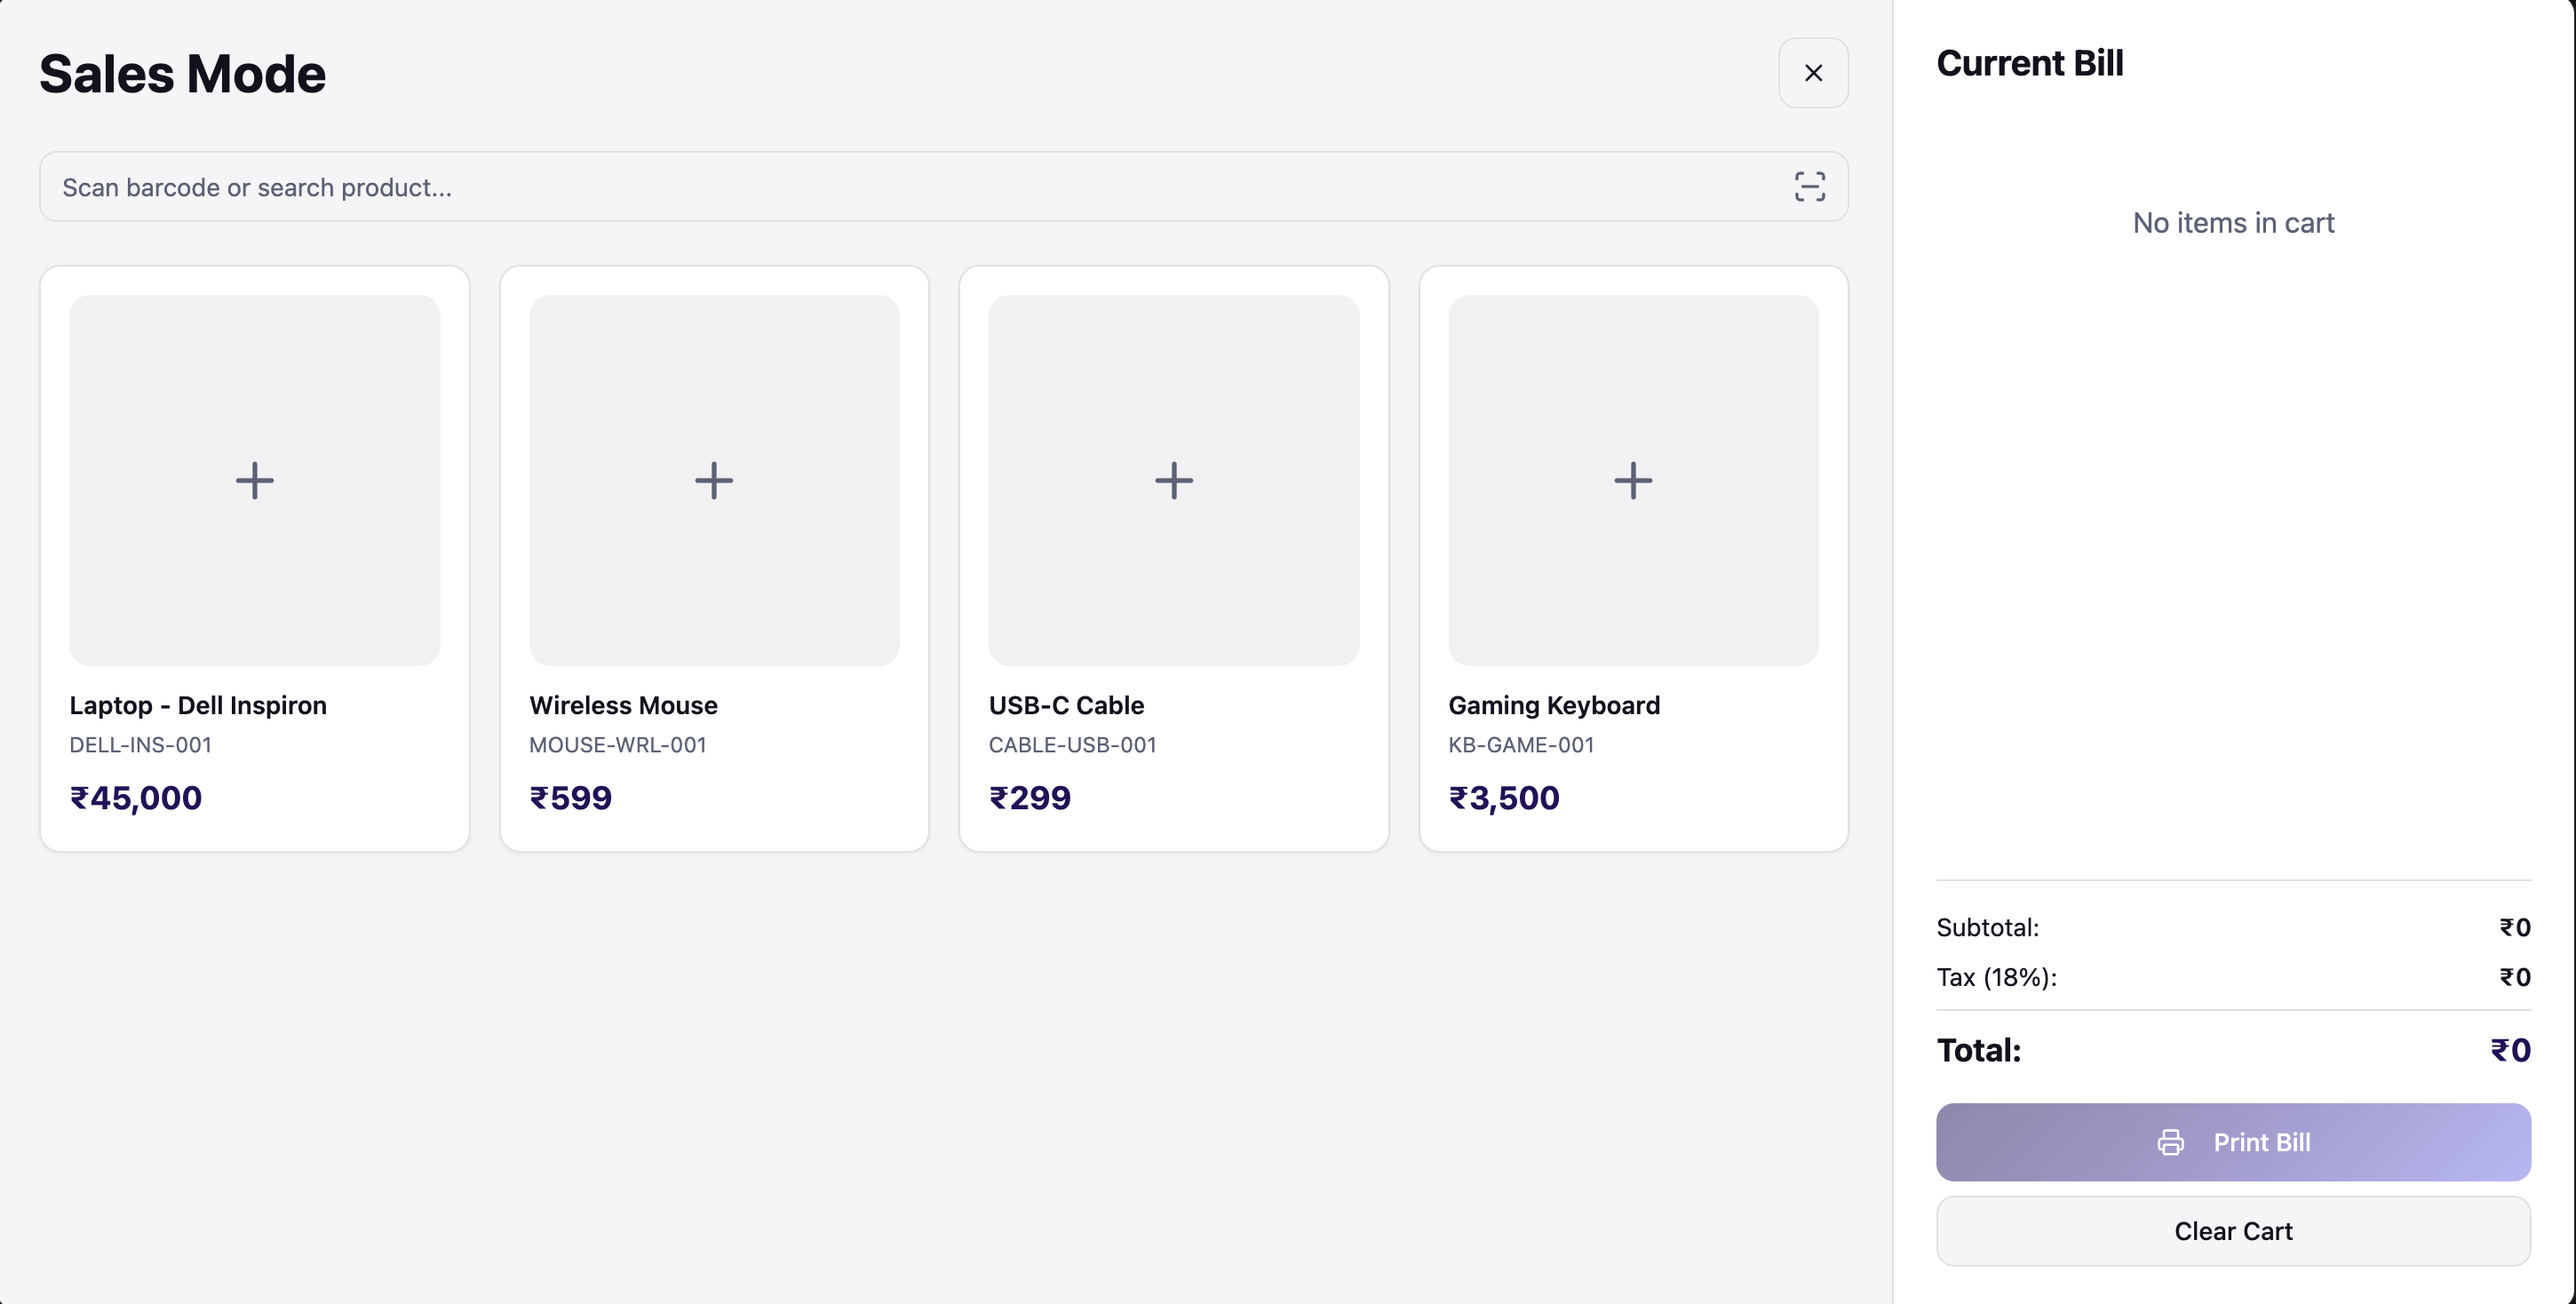 Sales Mode
Scan barcode or search product...
Laptop - Dell Inspiron
DELL-INS-001
₹45,000
Wireless Mouse
MOUSE-WRL-001
₹599
USB-C Cable
CABLE-USB-001
₹299
Gaming Keyboard
KB-GAME-001
₹3,500
Current Bill
No items in cart
Subtotal: ₹0
Tax (18%): ₹0
Total: ₹0
Print Bill
Clear Cart